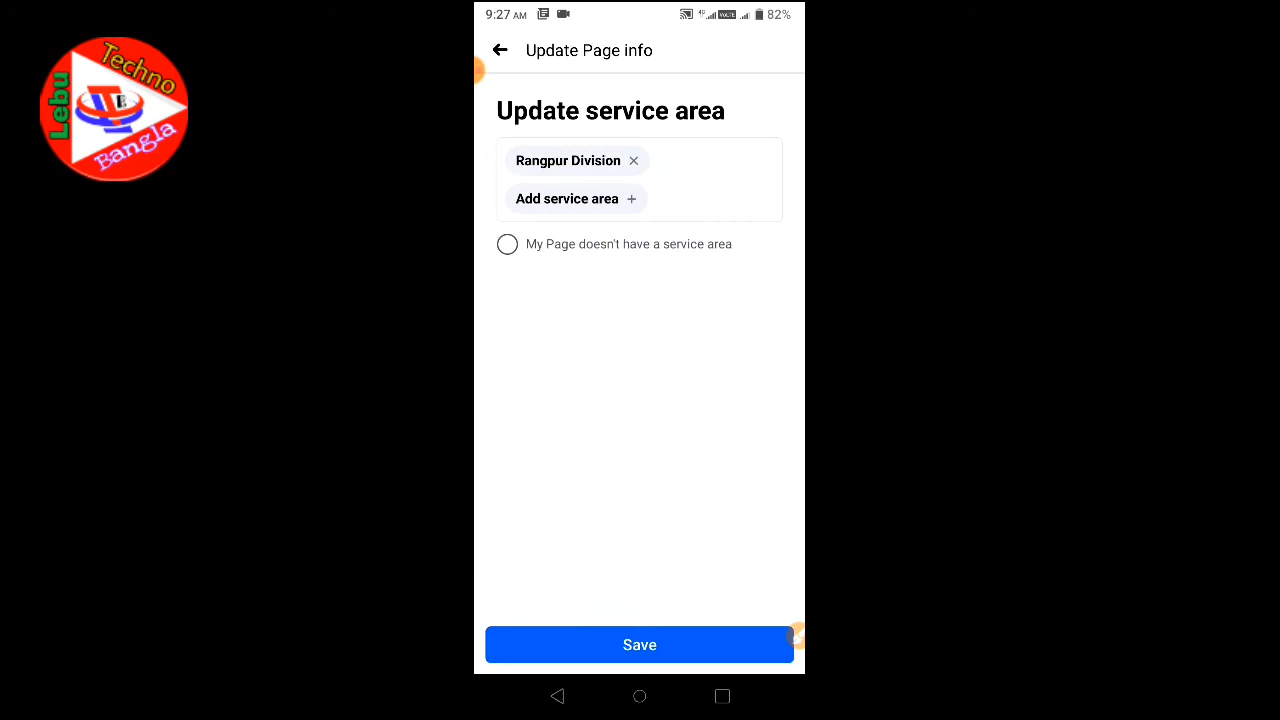 Lebu
Techno
Bangla
9:27 AM
82%
Update Page info
Update service area
Rangpur Division
Add service area
My Page doesn't have a service area
Save